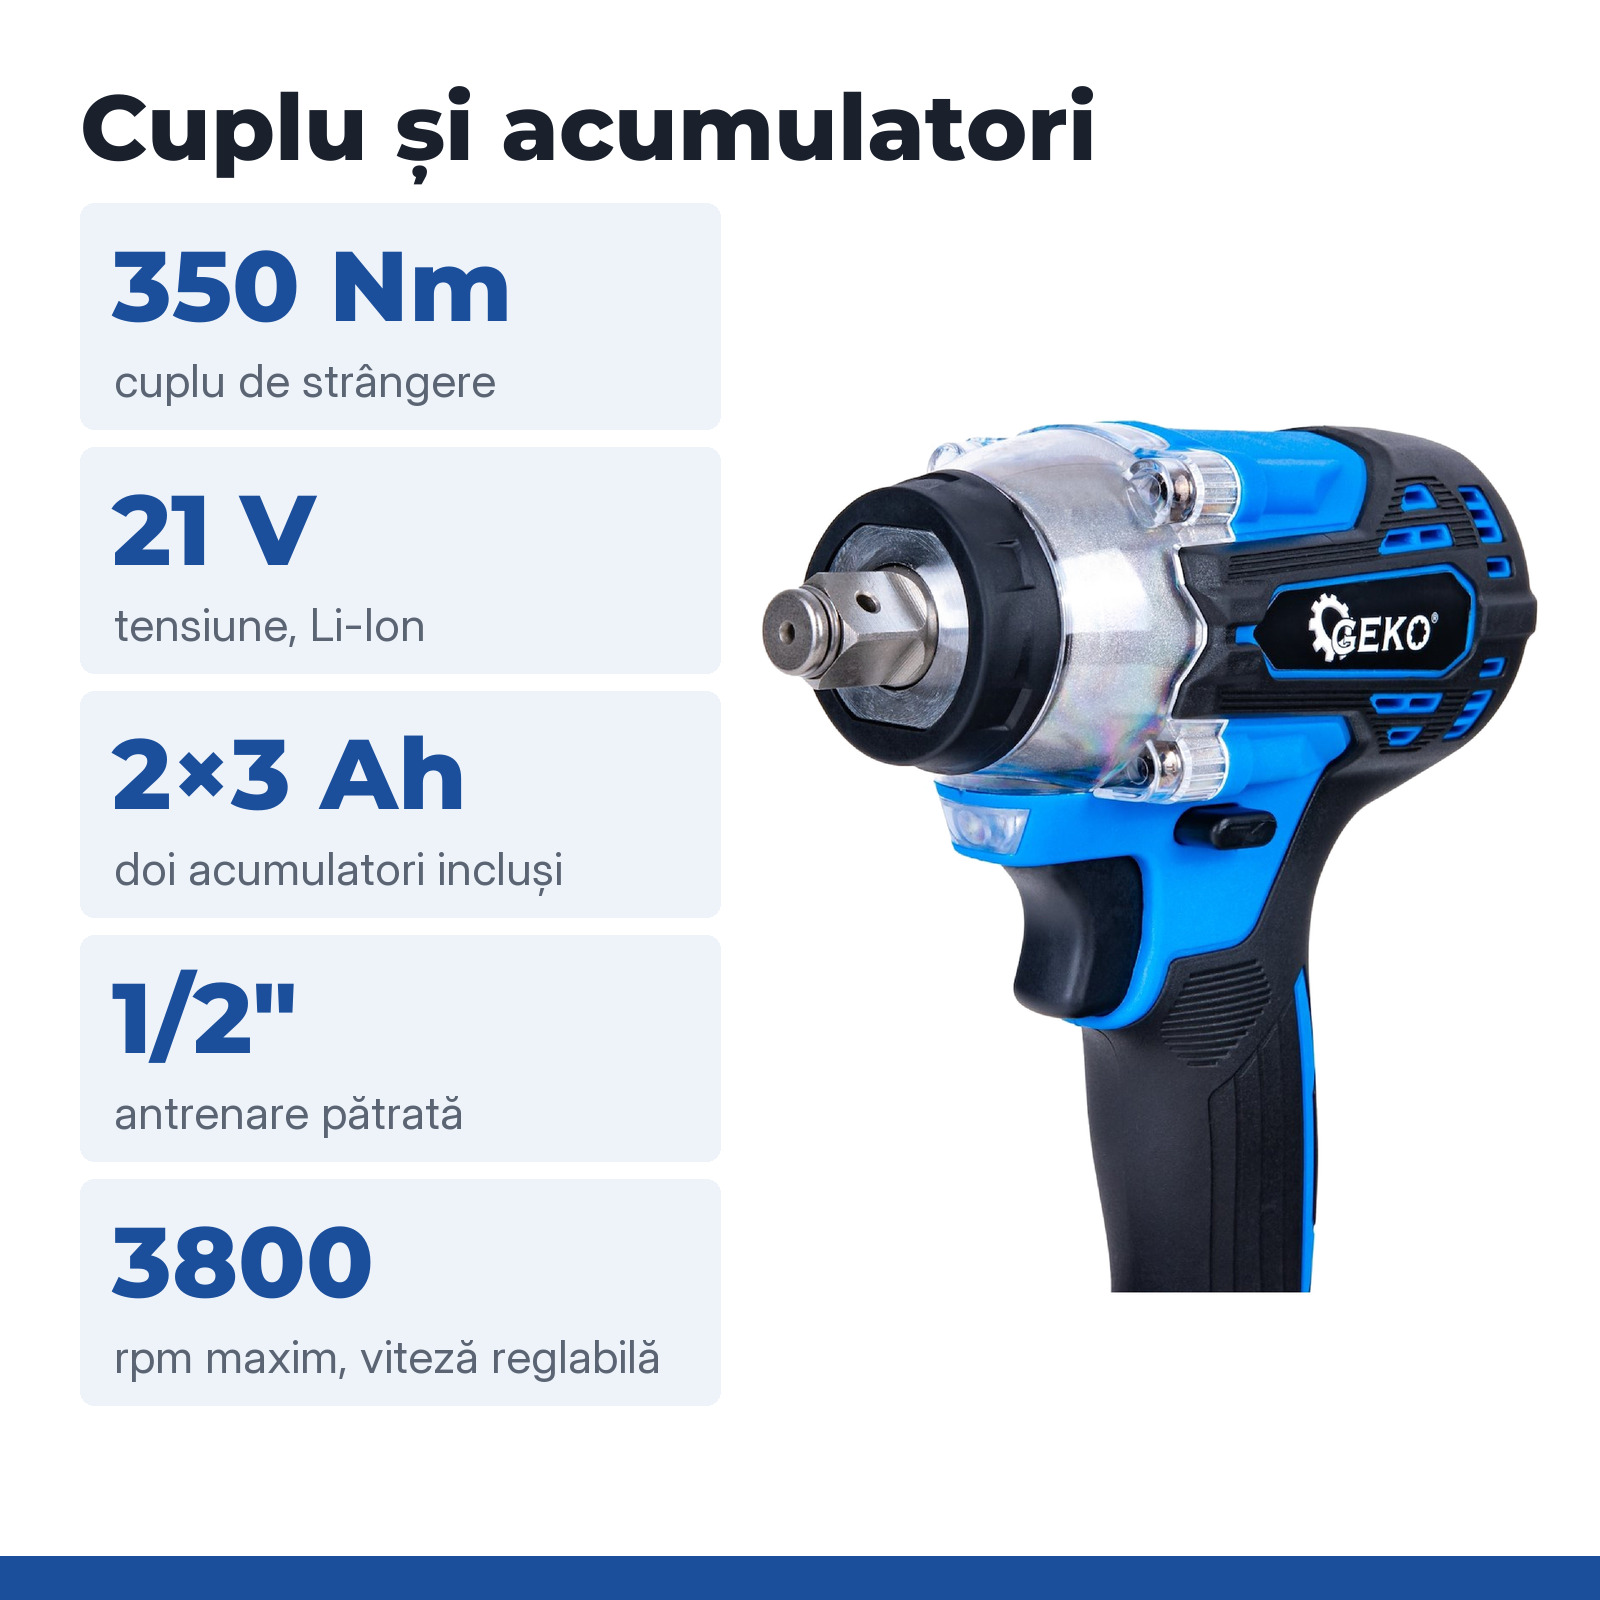 Cuplu și acumulatori
350 Nm
cuplu de strângere
21 V
tensiune, Li-Ion
2×3 Ah
doi acumulatori incluși
1/2"
antrenare pătrată
3800
rpm maxim, viteză reglabilă
GEKO®